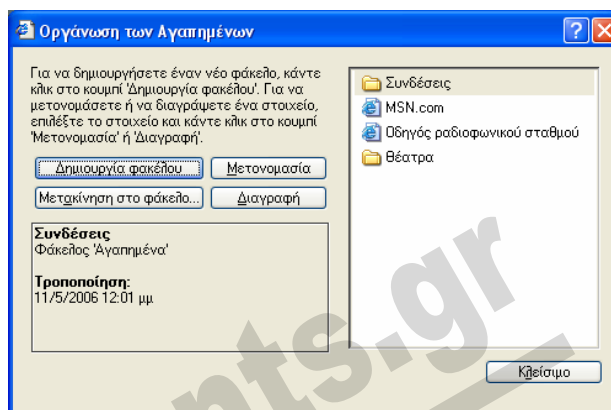 Οργάνωση των Αγαπημένων
Για να δημιουργήσετε έναν νέο φάκελο, κάντε
κλικ στο κουμπί 'Δημιουργία φακέλου'. Για να
μετονομάσετε ή να διαγράψετε ένα στοιχείο,
επιλέξτε το στοιχείο και κάντε κλικ στο κουμπί
'Μετονομασία' ή 'Διαγραφή'.
Δημιουργία φακέλου
Μετονομασία
Μετακίνηση στο φάκελο...
Διαγραφή
Συνδέσεις
Φάκελος 'Αγαπημένα'
Τροποποίηση:
11/5/2006 12:01 μμ
Συνδέσεις
MSN.com
Οδηγός ραδιοφωνικού σταθμού
Θέατρα
Κλείσιμο
nts.gr